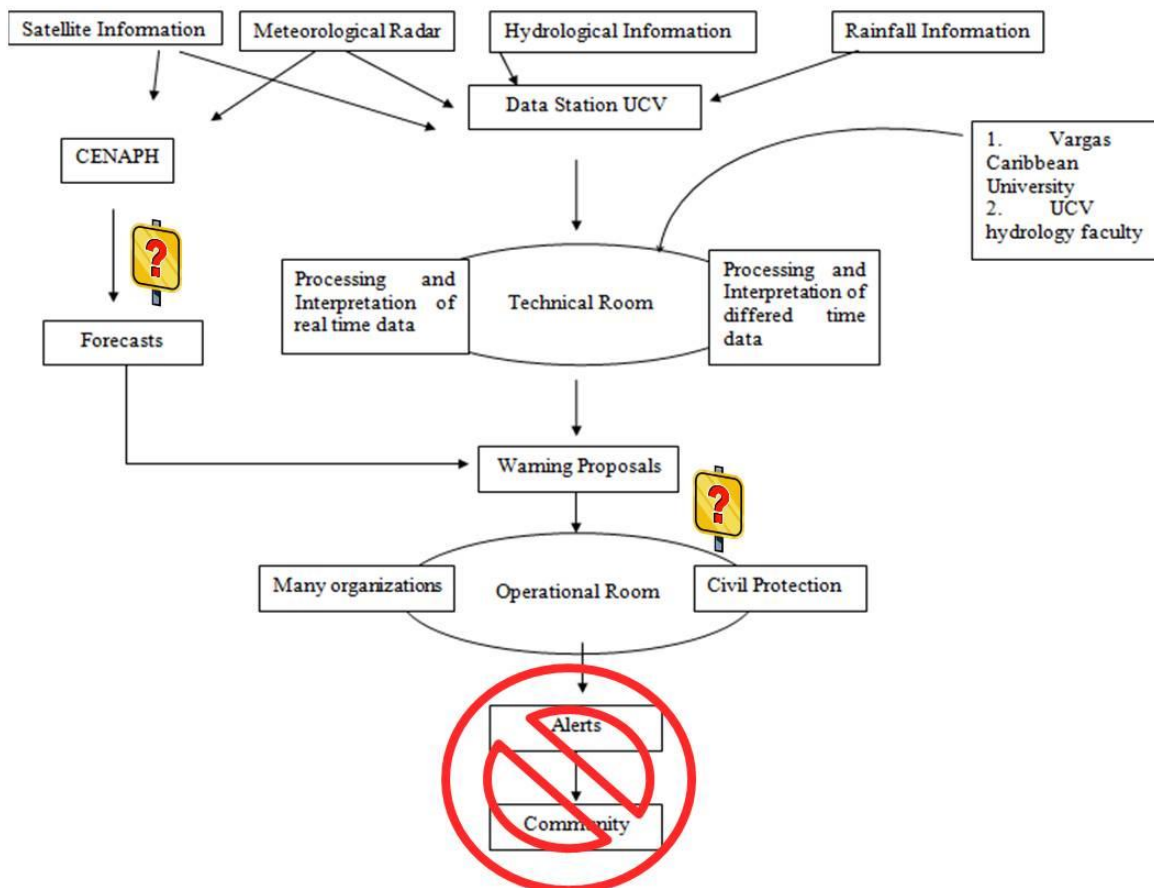 Satellite Information
Meteorological Radar
Hydrological Information
Rainfall Information
Data Station UCV
CENAPH
1. Vargas
Caribbean
University
2. UCV
hydrology faculty
?
Processing and
Interpretation of
real time data
Technical Room
Processing and
Interpretation of
differed time
data
Forecasts
Warning Proposals
?
Many organizations
Operational Room
Civil Protection
Alerts
Community